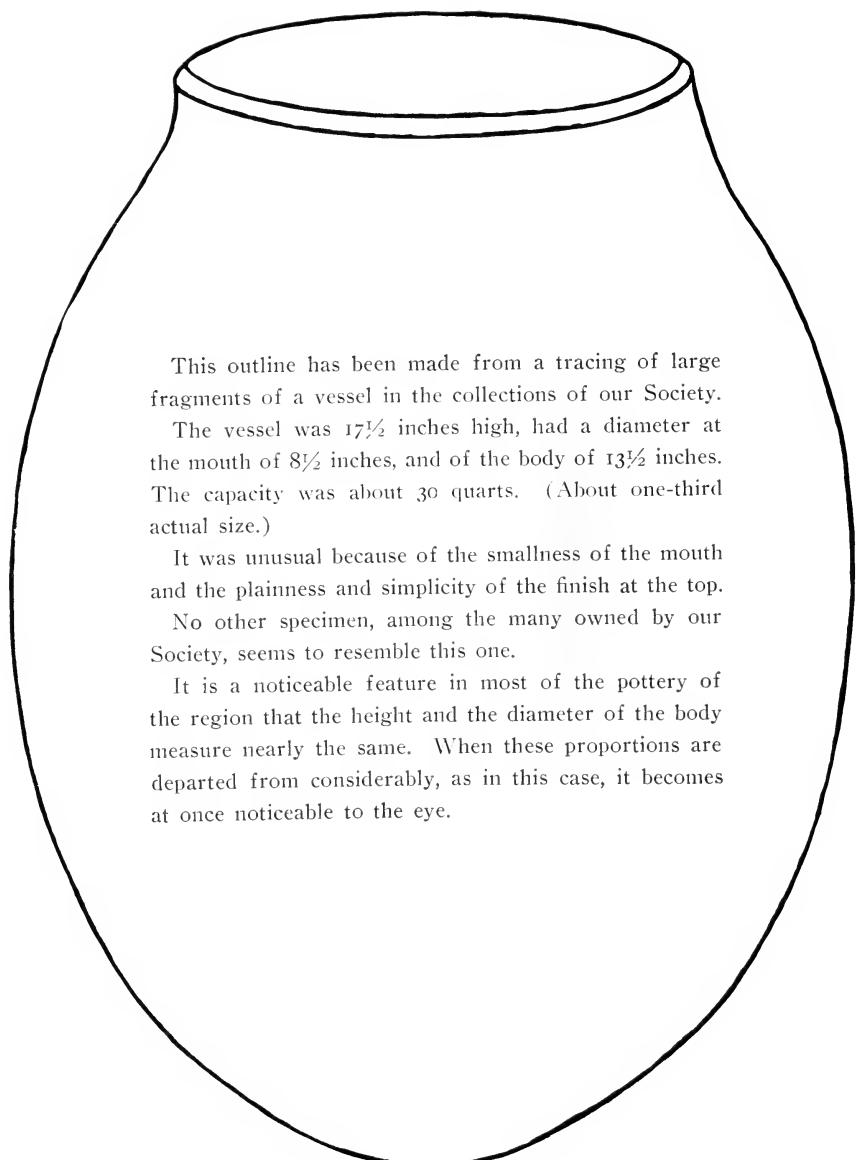 This outline has been made from a tracing of large
fragments of a vessel in the collections of our Society.
The vessel was 17½ inches high, had a diameter at
the mouth of 8½ inches, and of the body of 13½ inches.
The capacity was about 30 quarts. (About one-third
actual size.)
It was unusual because of the smallness of the mouth
and the plainness and simplicity of the finish at the top.
No other specimen, among the many owned by our
Society, seems to resemble this one.
It is a noticeable feature in most of the pottery of
the region that the height and the diameter of the body
measure nearly the same. When these proportions are
departed from considerably, as in this case, it becomes
at once noticeable to the eye.